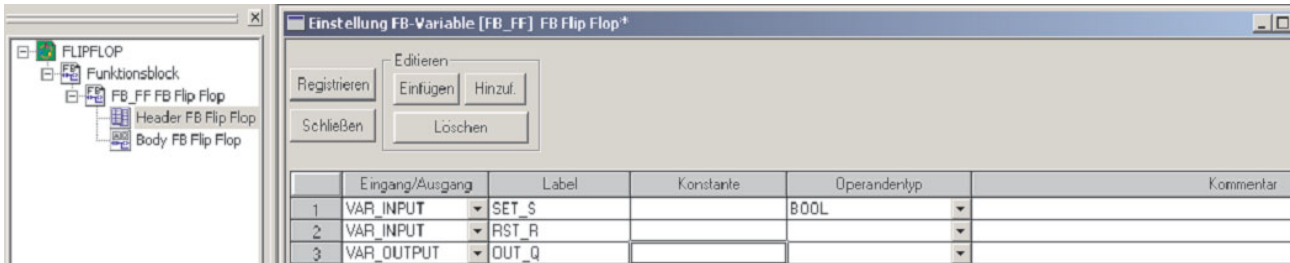 FLIPFLOP
Funktionsblock
FB_FF FB Flip Flop
Header FB Flip Flop
Body FB Flip Flop
Einstellung FB-Variable [FB_FF] FB Flip Flop*
Editieren
Registrieren
Einfügen
Hinzuf.
Schließen
Löschen
Eingang/Ausgang Label Konstante Operandentyp Kommentar
1 VAR_INPUT SET_S BOOL
2 VAR_INPUT RST_R
3 VAR_OUTPUT OUT_Q